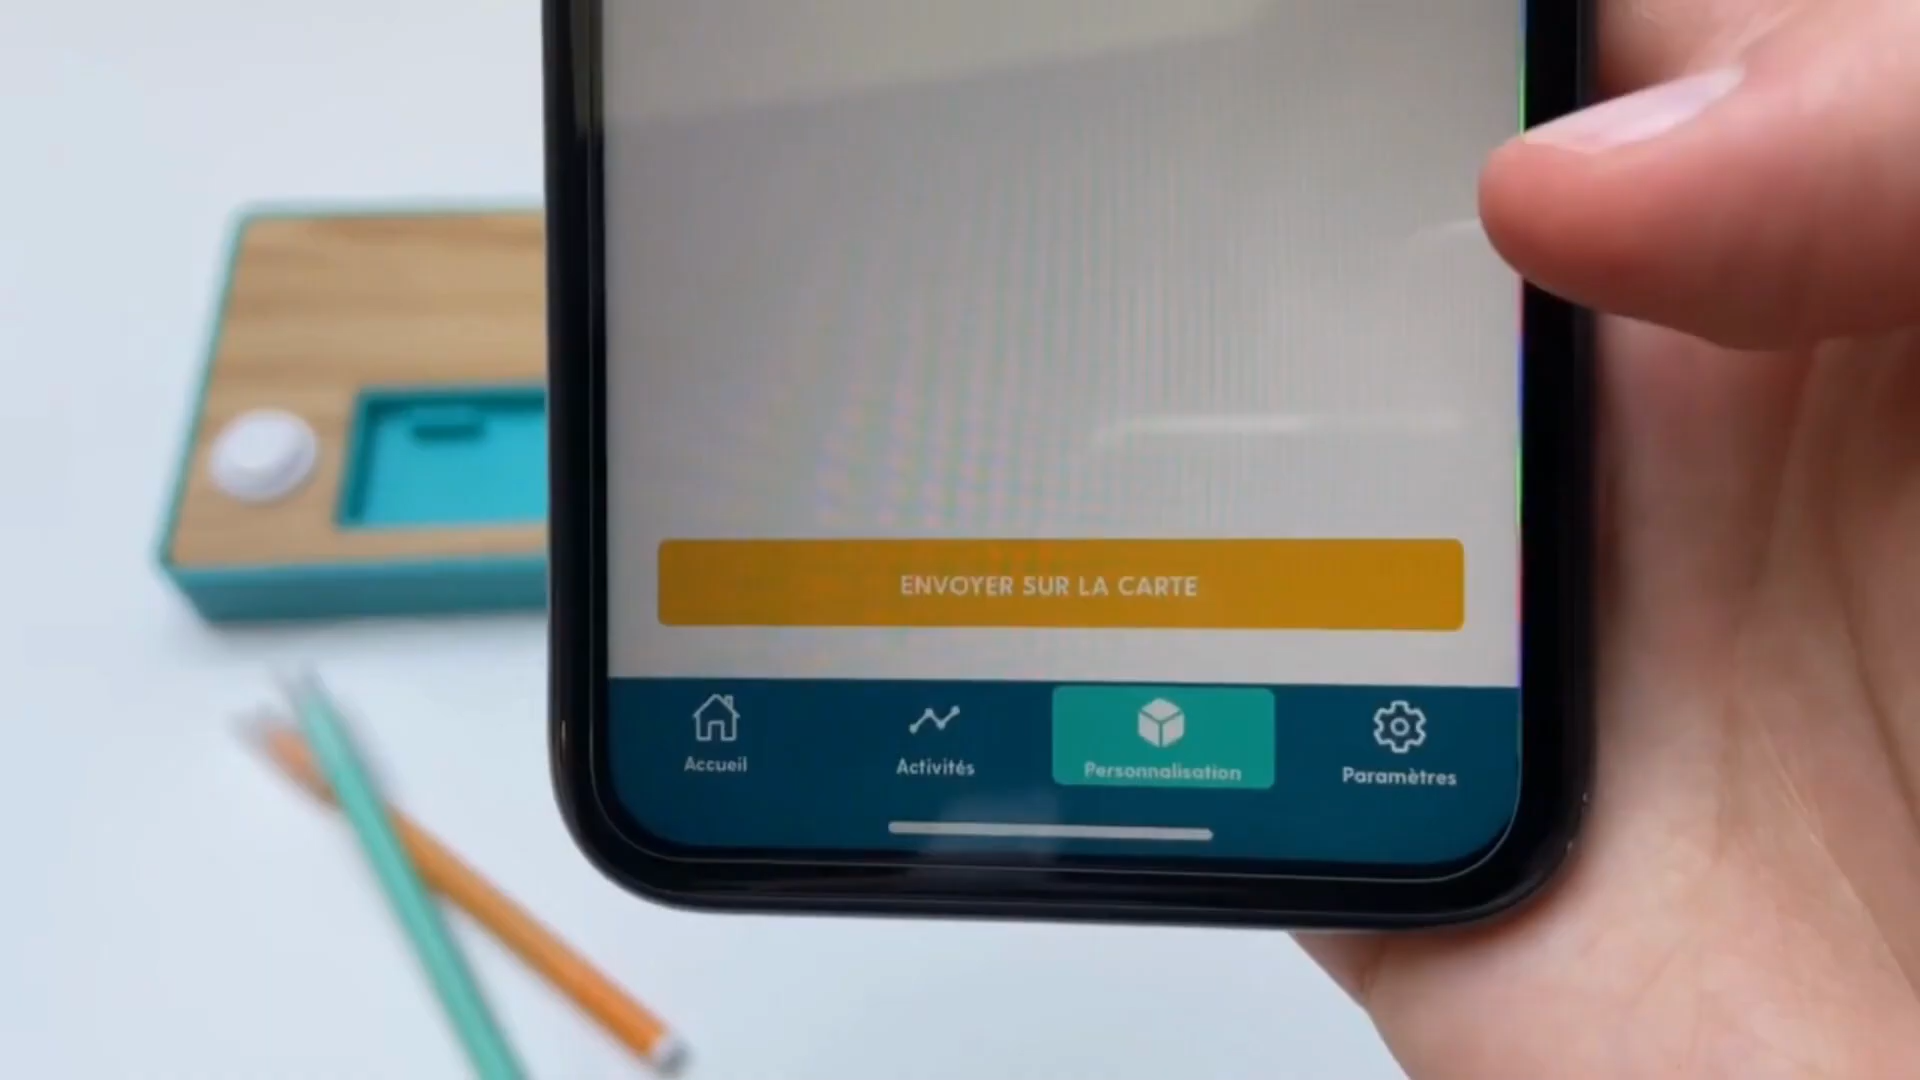 ENVOYER SUR LA CARTE
Accueil
Activités
Personnalisation
Paramètres